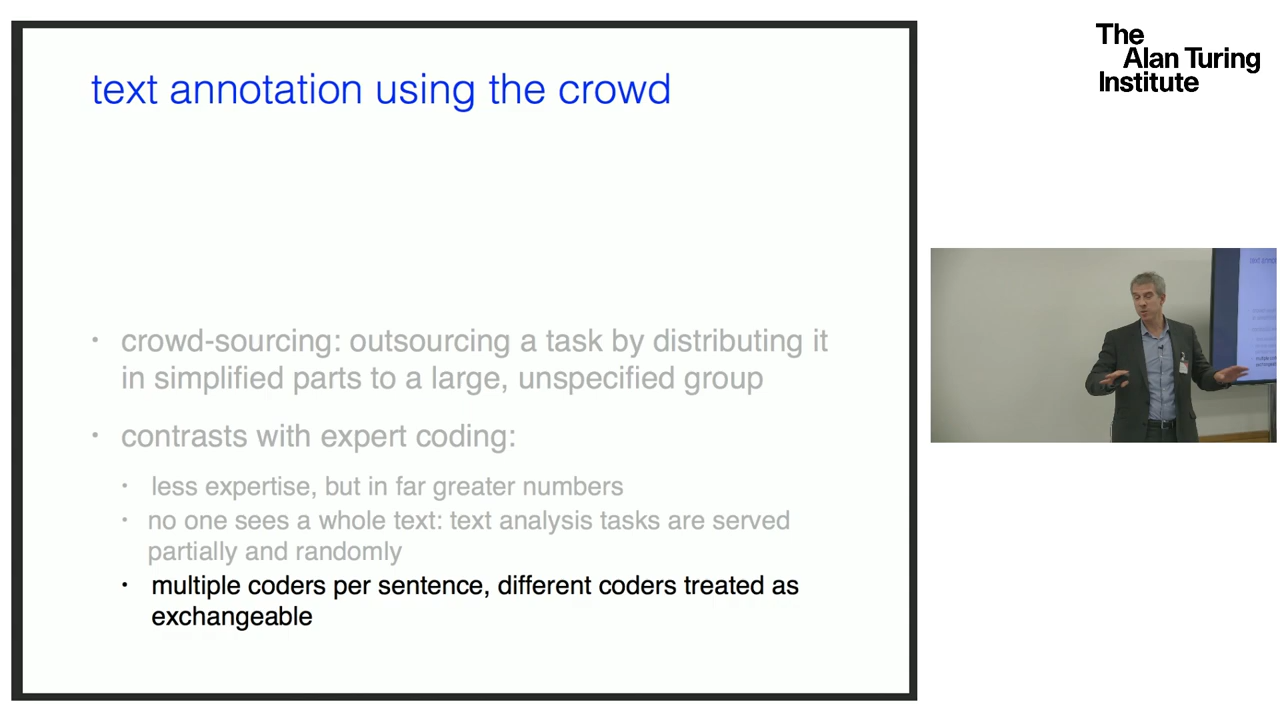 text annotation using the crowd
The
Alan Turing
Institute
• crowd-sourcing: outsourcing a task by distributing it
in simplified parts to a large, unspecified group
• contrasts with expert coding:
• less expertise, but in far greater numbers
• no one sees a whole text: text analysis tasks are served
partially and randomly
• multiple coders per sentence, different coders treated as
exchangeable